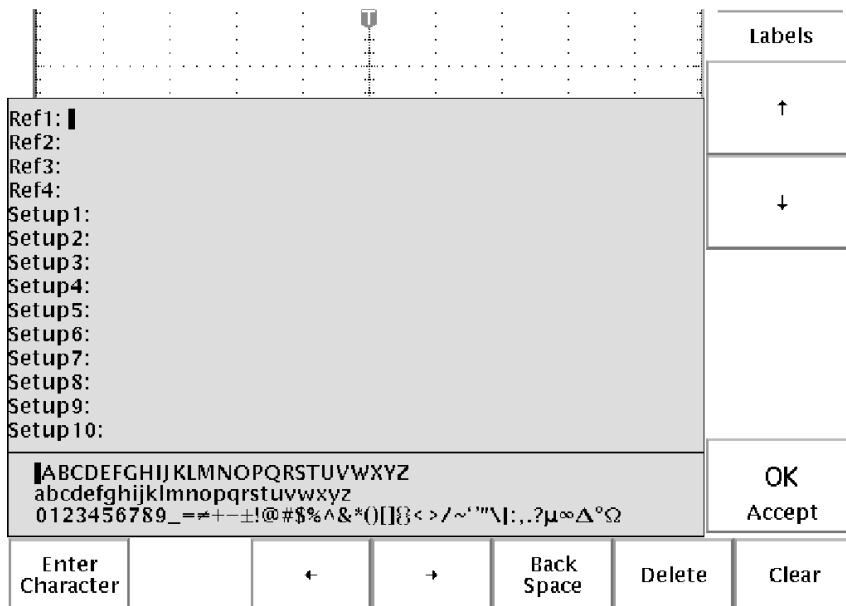 T
Labels
↑
Ref1:
Ref2:
Ref3:
Ref4:
Setup1:
↓
Setup2:
Setup3:
Setup4:
Setup5:
Setup6:
Setup7:
Setup8:
Setup9:
Setup10:
ABCDEFGHIJKLMNOPQRSTUVWXYZ
abcdefghijklmnopqrstuvwxyz
0123456789_=≠+−±!@#$%^&*()[]{}<>/~‘’"\|:,.?µ∞Δ°Ω
OK
Accept
Enter
Character
←
→
Back
Space
Delete
Clear